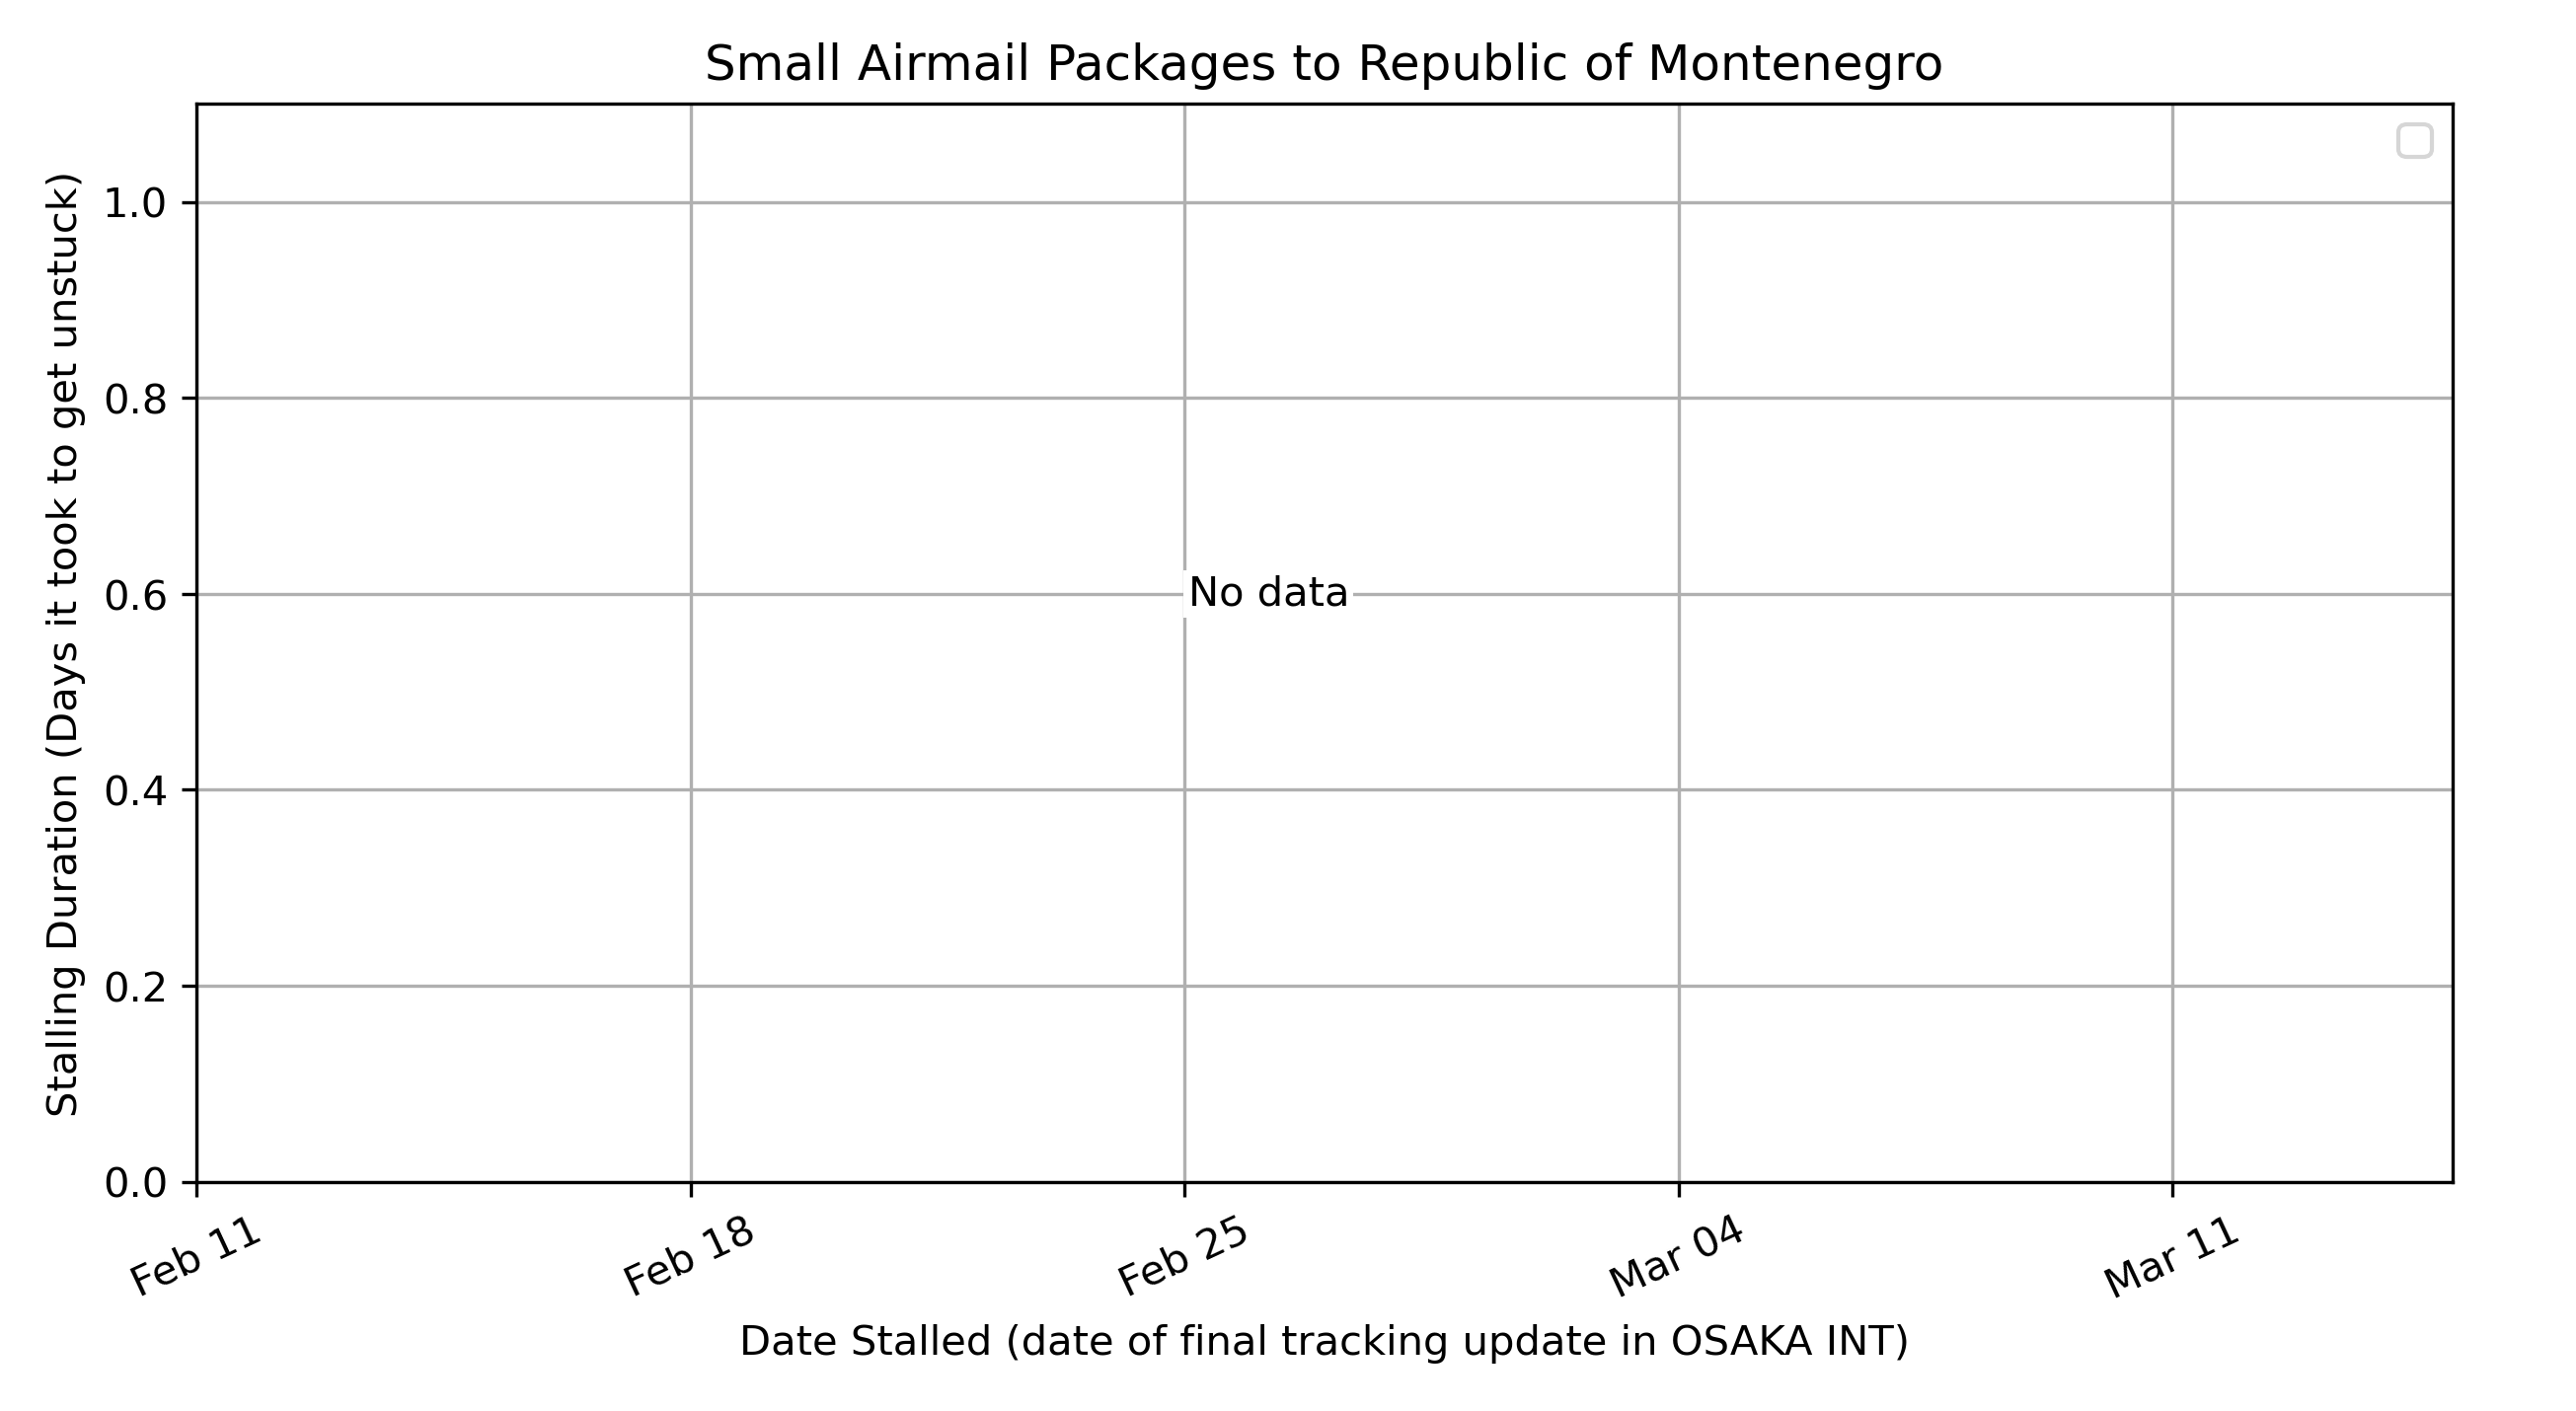 Small Airmail Packages to Republic of Montenegro
Stalling Duration (Days it took to get unstuck)
1.0
0.8
0.6
0.4
0.2
0.0
No data
Feb 11
Feb 18
Feb 25
Mar 04
Mar 11
Date Stalled (date of final tracking update in OSAKA INT)